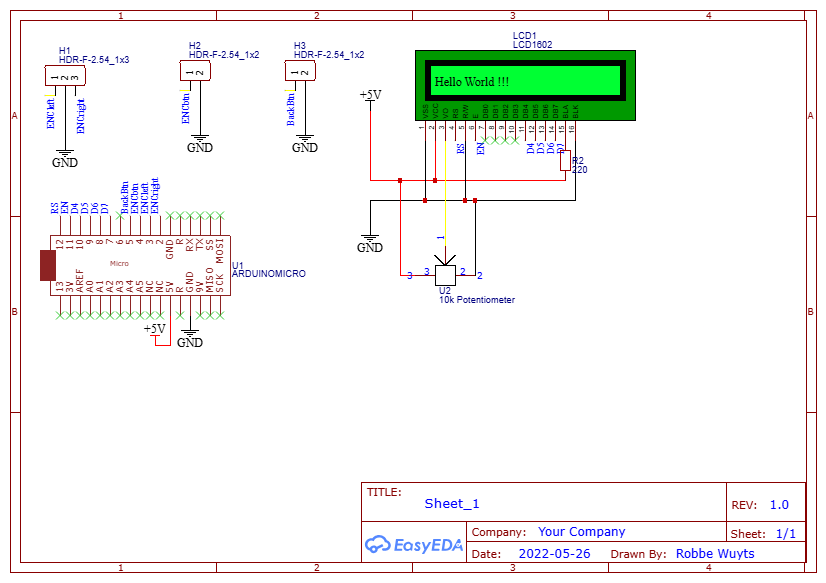 1 2 3 4
A A
B B
H1
HDR-F-2.54_1x3
1 2 3
ENCleft
ENCright
GND
H2
HDR-F-2.54_1x2
1 2
ENCbtn
GND
H3
HDR-F-2.54_1x2
1 2
BackBtn
GND
LCD1
LCD1602
Hello World !!!
VSS VCC VO RS R/W E DB0 DB1 DB2 DB3 DB4 DB5 DB6 DB7 BLA BLK
1 2 3 4 5 6 7 8 9 10 11 12 13 14 15 16
+5V
RS EN D4 D5 D6 D7
R2
220
GND
1
3 3 2 2
U2
10k Potentiometer
RS EN D4 D5 D6 D7 BackBtn ENCbtn ENCleft ENCright
12 11 10 9 8 7 6 5 4 3 2 GND R RX TX SS MOSI
Micro
U1
ARDUINOMICRO
13 3V AREF A0 A1 A2 A3 A4 A5 NC NC 5V R GND 9V MISO SCK
+5V
GND
TITLE:
Sheet_1
REV: 1.0
EasyEDA
Company: Your Company
Sheet: 1/1
Date: 2022-05-26 Drawn By: Robbe Wuyts
1 2 3 4